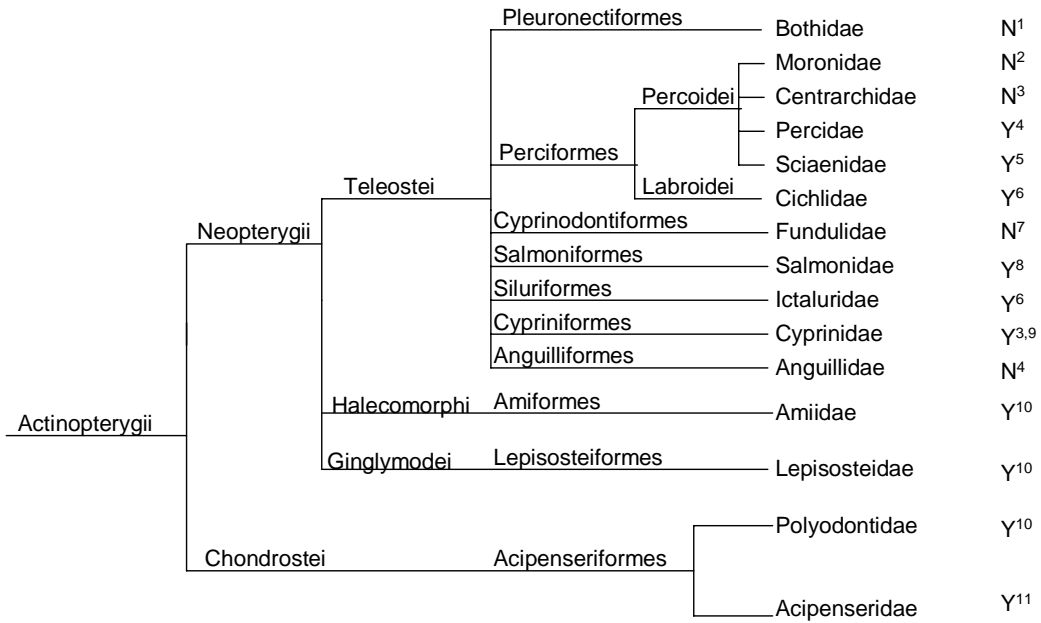 Pleuronectiformes Bothidae N¹
Moronidae N²
Percoidei Centrarchidae N³
Percidae Y⁴
Perciformes Sciaenidae Y⁵
Teleostei Labroidei Cichlidae Y⁶
Neopterygii Cyprinodontiformes Fundulidae N⁷
Salmoniformes Salmonidae Y⁸
Siluriformes Ictaluridae Y⁶
Cypriniformes Cyprinidae Y³,⁹
Anguilliformes Anguillidae N⁴
Actinopterygii Halecomorphi Amiformes Amiidae Y¹⁰
Ginglymodei Lepisosteiformes Lepisosteidae Y¹⁰
Polyodontidae Y¹⁰
Chondrostei Acipenseriformes
Acipenseridae Y¹¹